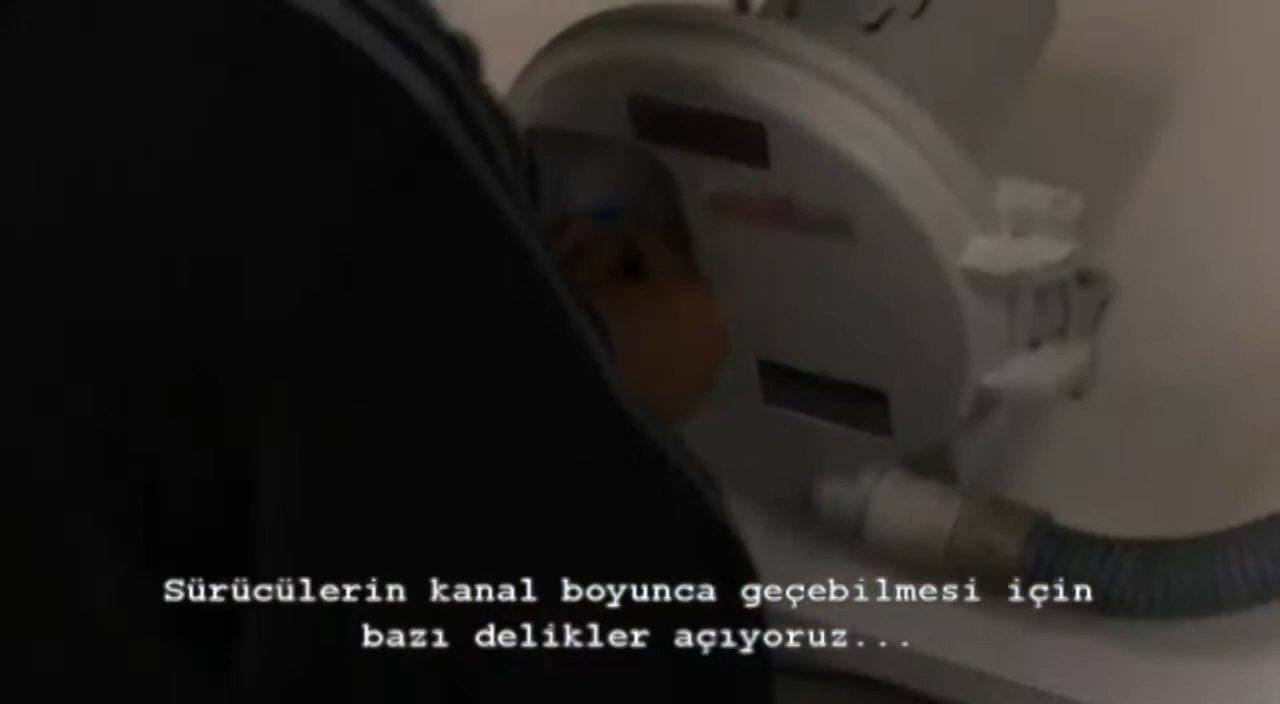 Sürücülerin kanal boyunca geçebilmesi için
bazı delikler açıyoruz...